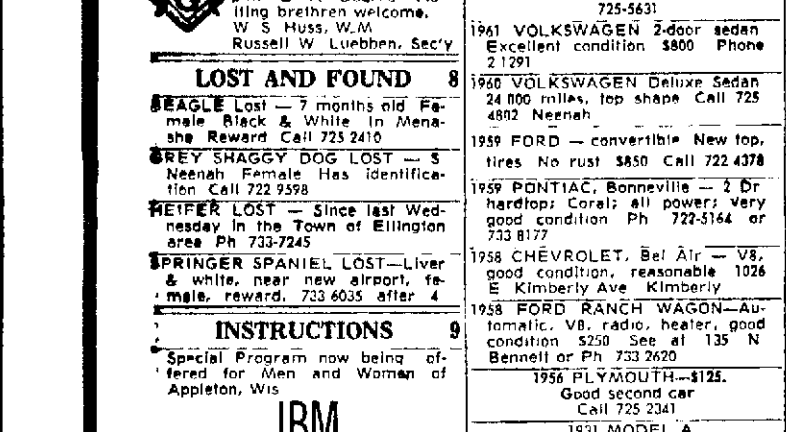 iting brethren welcome.
W S Huss, W.M
Russell W Luebben, Sec'y
LOST AND FOUND 8
BEAGLE Lost — 7 months old Fe-
male Black & White In Mena-
sha Reward Call 725 2410
GREY SHAGGY DOG LOST — S
Neenah Female Has identifica-
tion Call 722 9598
HEIFER LOST — Since last Wed-
nesday in the Town of Ellington
area Ph 733-7245
SPRINGER SPANIEL LOST—Liver
& white, near new airport, fe-
male, reward. 733 6035 after 4
INSTRUCTIONS 9
Special Program now being of-
fered for Men and Women of
Appleton, Wis
IBM
725-5631
1961 VOLKSWAGEN 2-door sedan
Excellent condition $800 Phone
2 1291
1960 VOLKSWAGEN Deluxe Sedan
24 000 miles, top shape Call 725
4802 Neenah
1959 FORD — convertible New top,
tires No rust $850 Call 722 4378
1959 PONTIAC, Bonneville — 2 Dr
hardtop; Coral; all power; very
good condition Ph 722-5164 or
733 8177
1958 CHEVROLET, Bel Air — V8,
good condition, reasonable 1026
E Kimberly Ave Kimberly
1958 FORD RANCH WAGON—Au-
tomatic, V8, radio, heater, good
condition $250 See at 135 N
Bennett or Ph 733 2620
1956 PLYMOUTH—$125.
Good second car
Call 725 2341
1931 MODEL A